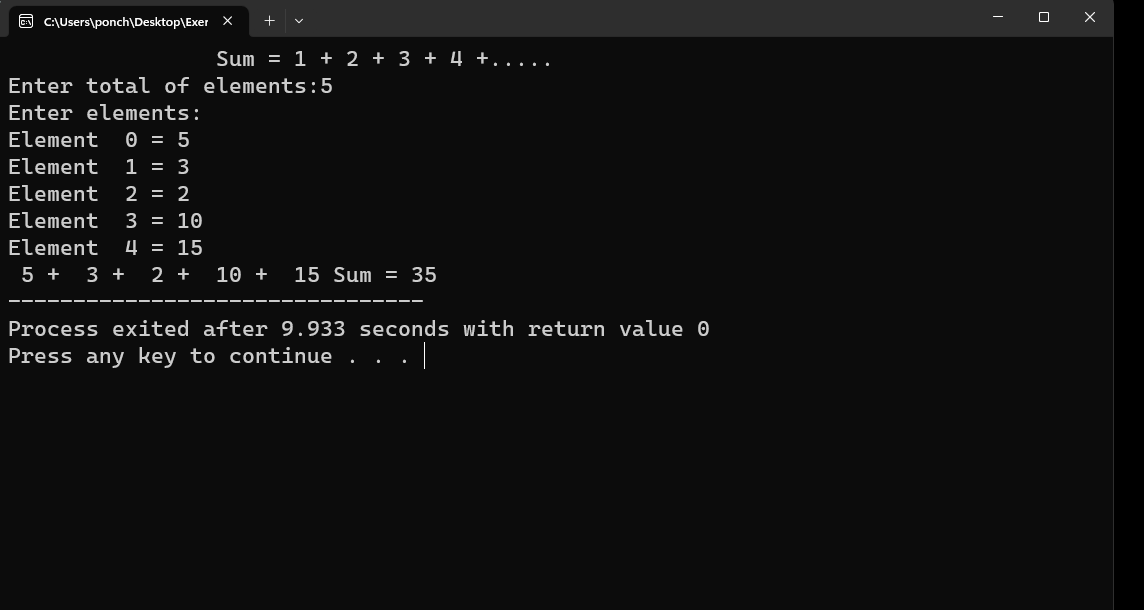 C:\Users\ponch\Desktop\Exer
Sum = 1 + 2 + 3 + 4 +.....
Enter total of elements:5
Enter elements:
Element  0 = 5
Element  1 = 3
Element  2 = 2
Element  3 = 10
Element  4 = 15
 5 +  3 +  2 +  10 +  15 Sum = 35
--------------------------------
Process exited after 9.933 seconds with return value 0
Press any key to continue . . .